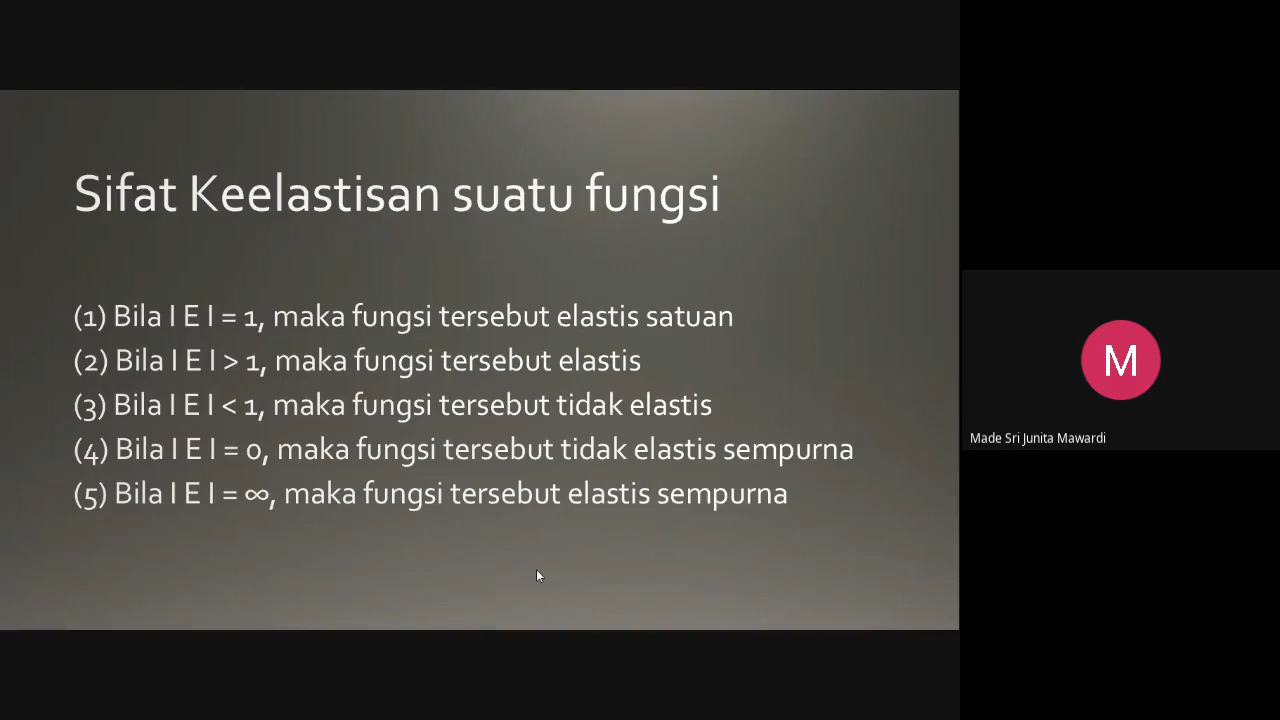 Sifat Keelastisan suatu fungsi
(1) Bila I E I = 1, maka fungsi tersebut elastis satuan
(2) Bila I E I > 1, maka fungsi tersebut elastis
(3) Bila I E I < 1, maka fungsi tersebut tidak elastis
(4) Bila I E I = 0, maka fungsi tersebut tidak elastis sempurna
(5) Bila I E I = ∞, maka fungsi tersebut elastis sempurna
M
Made Sri Junita Mawardi